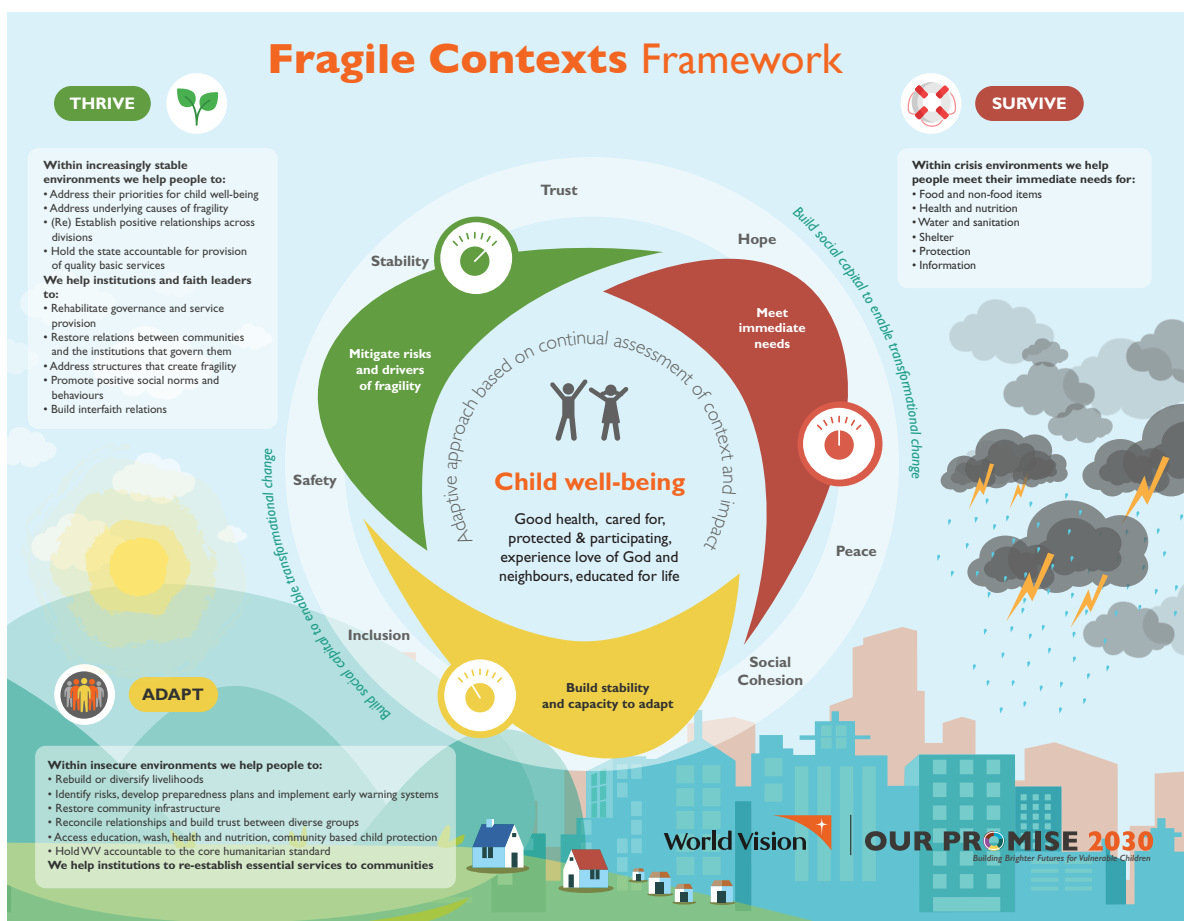 Fragile Contexts Framework
THRIVE
Within increasingly stable
environments we help people to:
• Address their priorities for child well-being
• Address underlying causes of fragility
• (Re) Establish positive relationships across
divisions
• Hold the state accountable for provision
of quality basic services
We help institutions and faith leaders
to:
• Rehabilitate governance and service
provision
• Restore relations between communities
and the institutions that govern them
• Address structures that create fragility
• Promote positive social norms and
behaviours
• Build interfaith relations
SURVIVE
Within crisis environments we help
people meet their immediate needs for:
• Food and non-food items
• Health and nutrition
• Water and sanitation
• Shelter
• Protection
• Information
Trust
Hope
Stability
Safety
Peace
Inclusion
Social
Cohesion
Build social capital to enable transformational change
Build social capital to enable transformational change
Mitigate risks
and drivers
of fragility
Meet
immediate
needs
Build stability
and capacity to adapt
Adaptive approach based on continual assessment of context and impact
Child well-being
Good health, cared for,
protected & participating,
experience love of God and
neighbours, educated for life
ADAPT
Within insecure environments we help people to:
• Rebuild or diversify livelihoods
• Identify risks, develop preparedness plans and implement early warning systems
• Restore community infrastructure
• Reconcile relationships and build trust between diverse groups
• Access education, wash, health and nutrition, community based child protection
• Hold WV accountable to the core humanitarian standard
We help institutions to re-establish essential services to communities
World Vision
OUR PROMISE 2030
Building Brighter Futures for Vulnerable Children